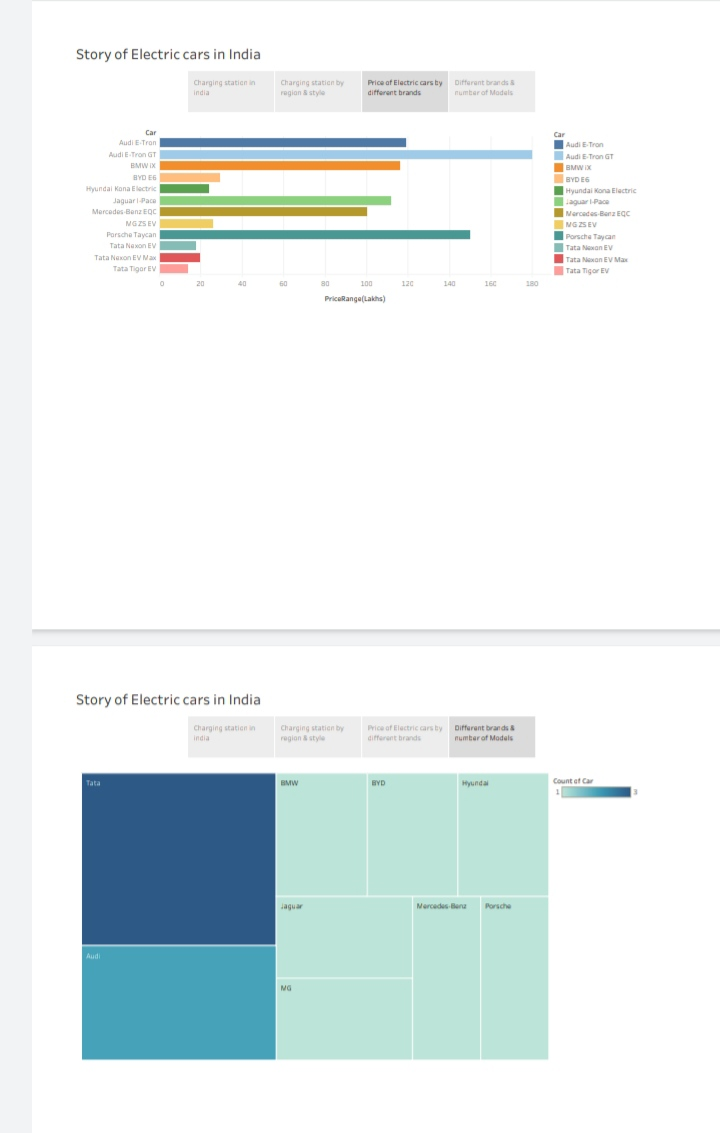 Story of Electric cars in India
Charging station in
india
Charging station by
region & style
Price of Electric cars by
different brands
Different brands &
number of Models
Car
Audi E-Tron
Audi E-Tron GT
BMW iX
BYD E6
Hyundai Kona Electric
Jaguar I-Pace
Mercedes-Benz EQC
MG ZS EV
Porsche Taycan
Tata Nexon EV
Tata Nexon EV Max
Tata Tigor EV
0 20 40 60 80 100 120 140 160 180
PriceRange(Lakhs)
Car
Audi E-Tron
Audi E-Tron GT
BMW iX
BYD E6
Hyundai Kona Electric
Jaguar I-Pace
Mercedes-Benz EQC
MG ZS EV
Porsche Taycan
Tata Nexon EV
Tata Nexon EV Max
Tata Tigor EV
Story of Electric cars in India
Charging station in
india
Charging station by
region & style
Price of Electric cars by
different brands
Different brands &
number of Models
Tata
BMW
BYD
Hyundai
Jaguar
Mercedes-Benz
Porsche
Audi
MG
Count of Car
1 3